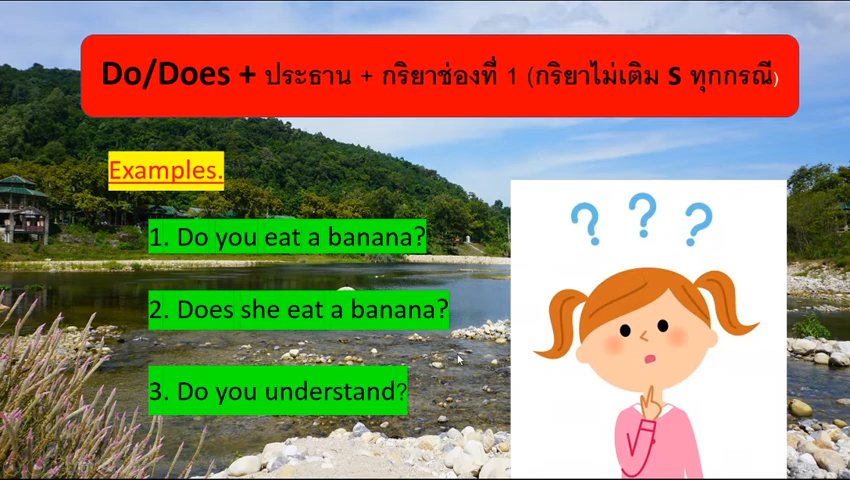 Do/Does + ประธาน + กริยาช่องที่ 1 (กริยาไม่เติม s ทุกกรณี)
Examples.
1. Do you eat a banana?
2. Does she eat a banana?
3. Do you understand?